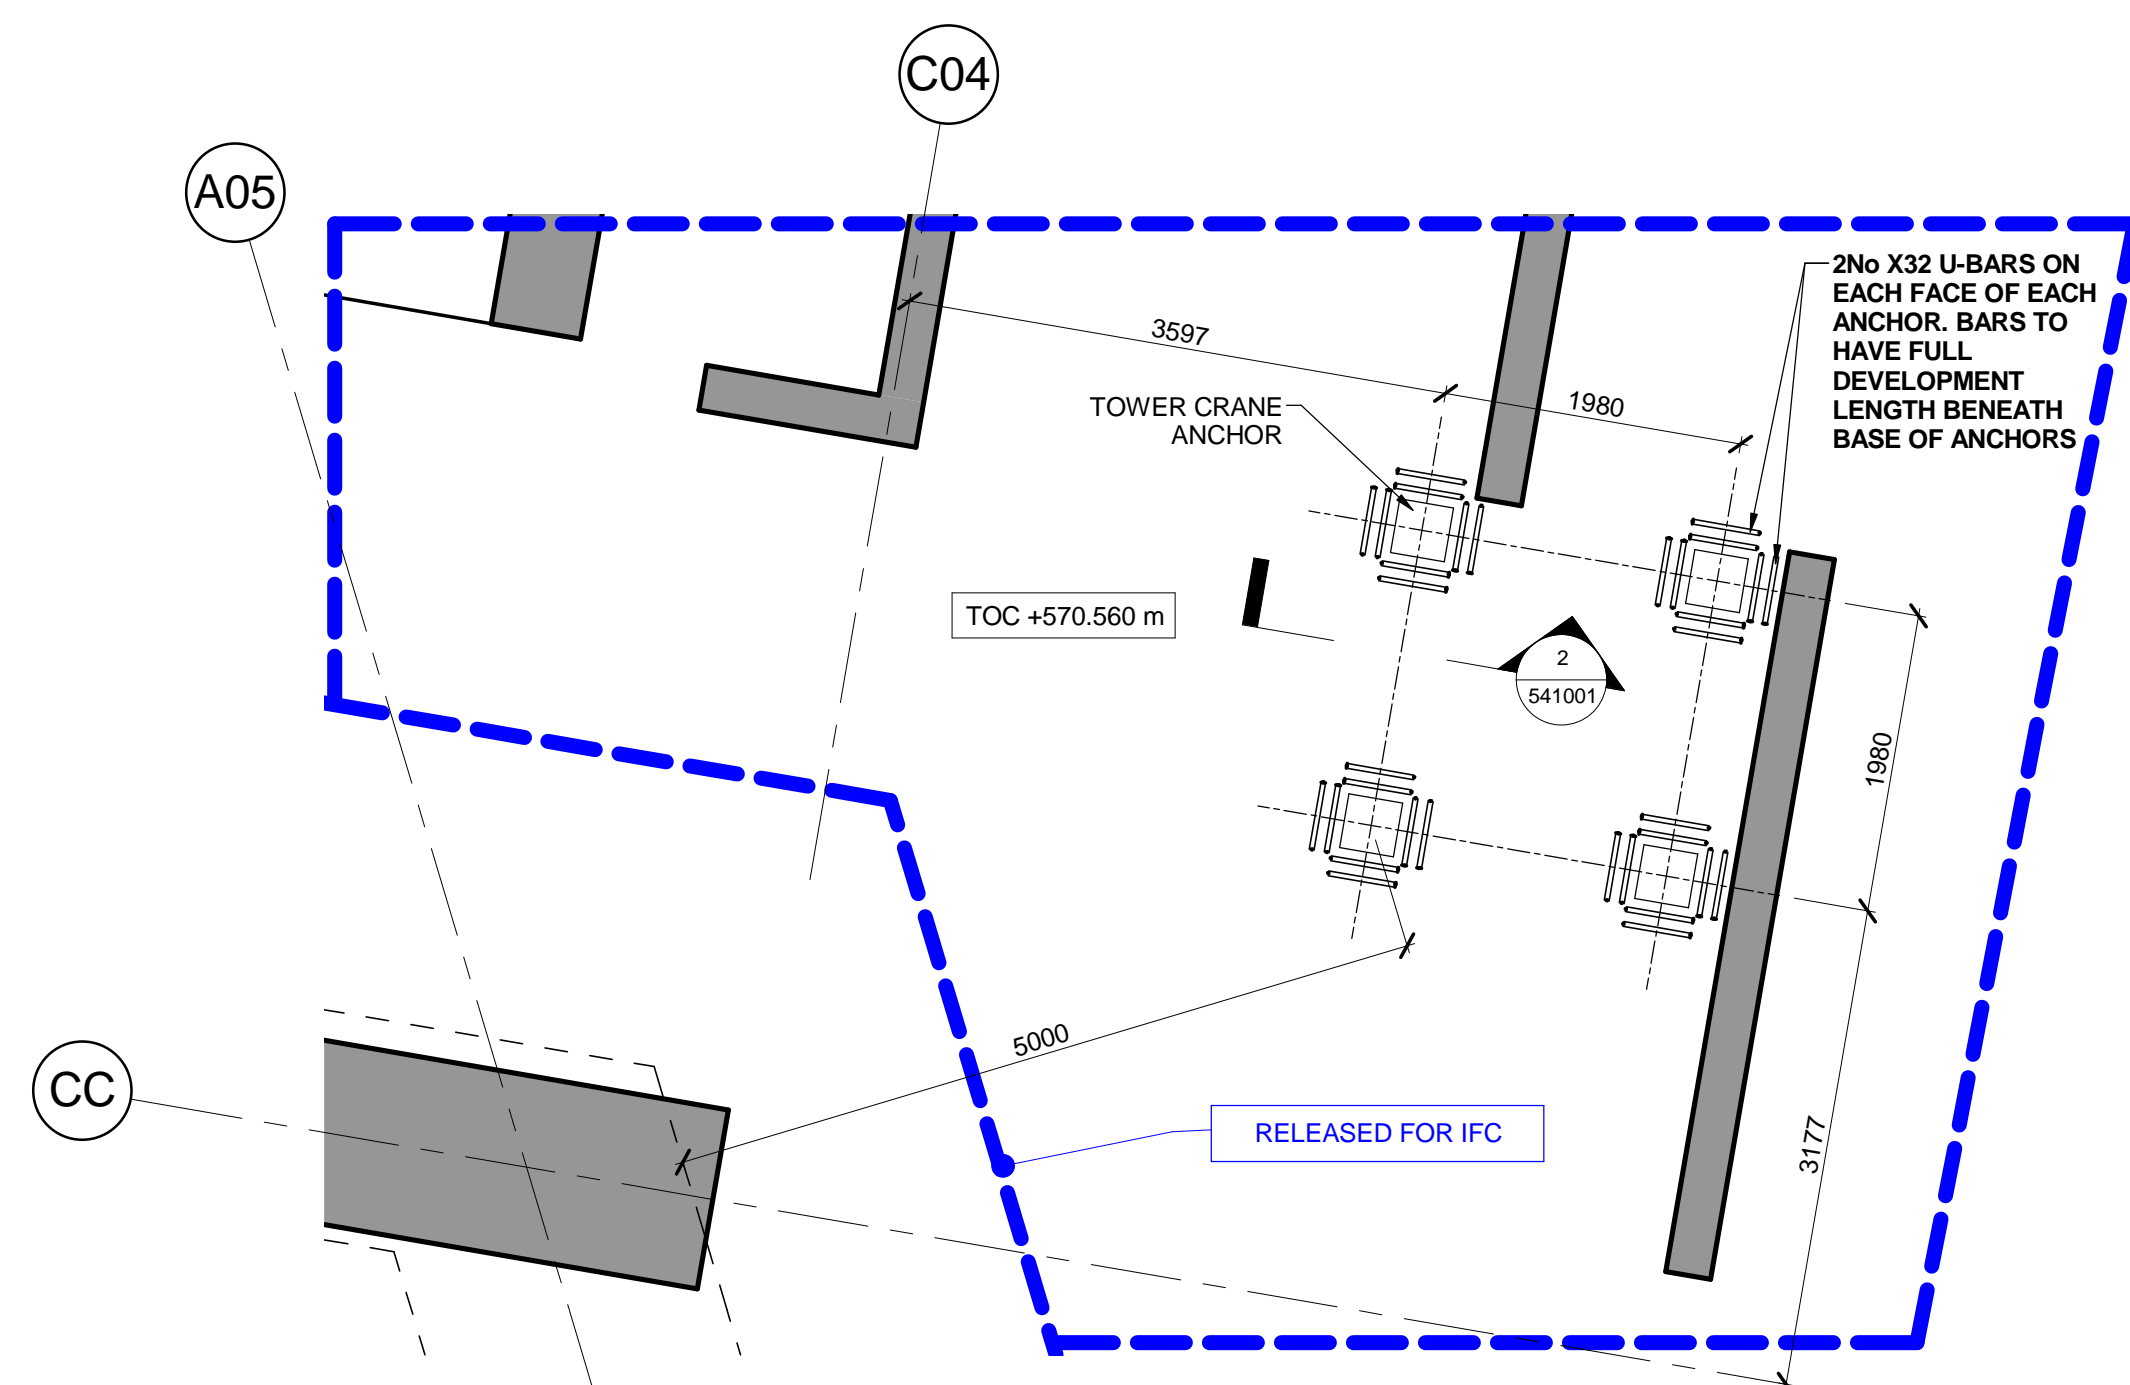 C04
A05
2No X32 U-BARS ON
EACH FACE OF EACH
ANCHOR. BARS TO
HAVE FULL
DEVELOPMENT
LENGTH BENEATH
BASE OF ANCHORS
3597
1980
TOWER CRANE
ANCHOR
TOC +570.560 m
2
541001
1980
5000
CC
RELEASED FOR IFC
3177